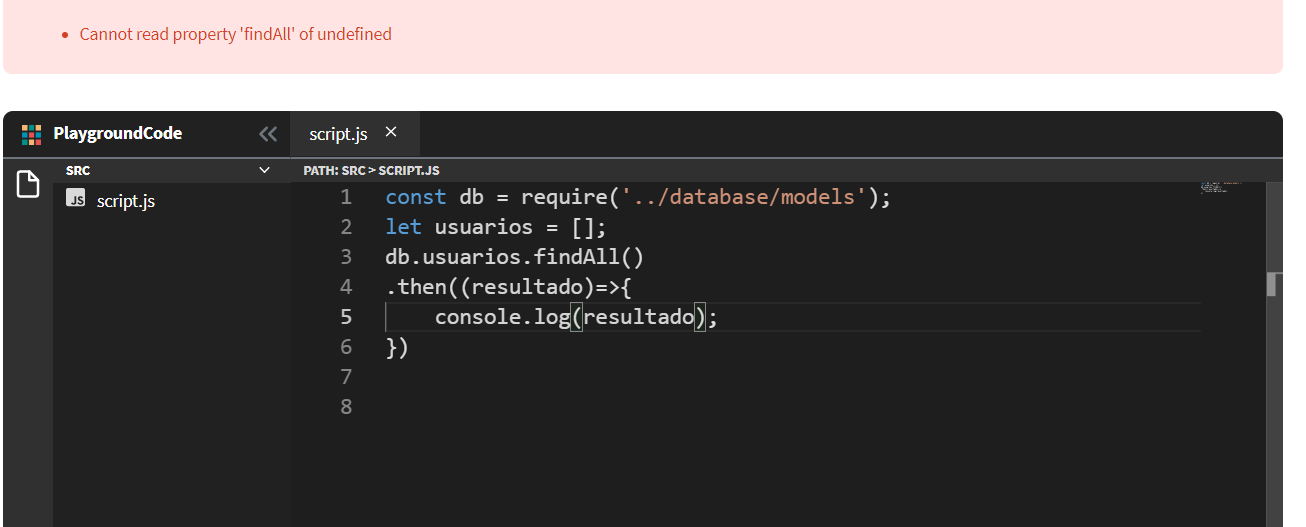 • Cannot read property 'findAll' of undefined
PlaygroundCode
script.js ×
SRC
PATH: SRC > SCRIPT.JS
JS script.js
1 const db = require('../database/models');
2 let usuarios = [];
3 db.usuarios.findAll()
4 .then((resultado)=>{
5     console.log(resultado);
6 })
7
8